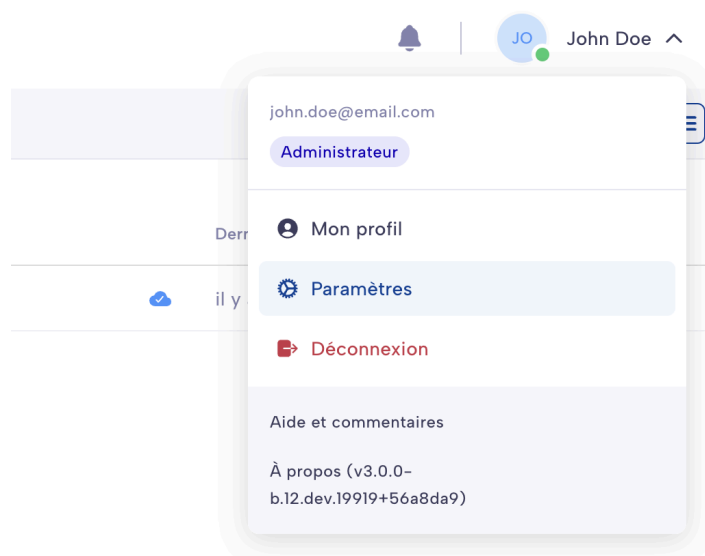 JO John Doe
john.doe@email.com
Administrateur
Derr
Mon profil
il y
Paramètres
Déconnexion
Aide et commentaires
À propos (v3.0.0-
b.12.dev.19919+56a8da9)